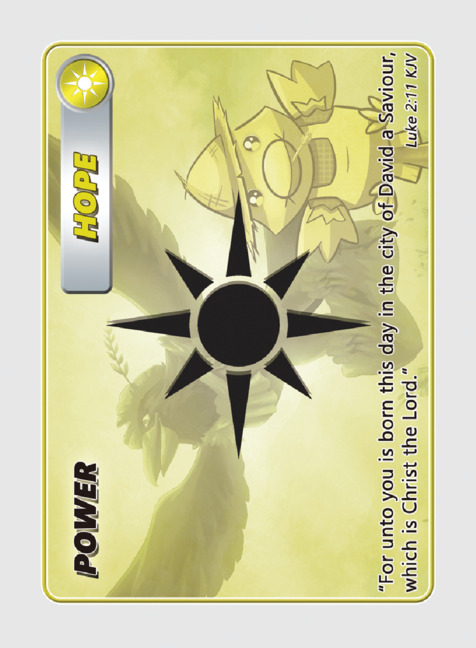 POWER
HOPE
"For unto you is born this day in the city of David a Saviour,
which is Christ the Lord."
Luke 2:11 KJV